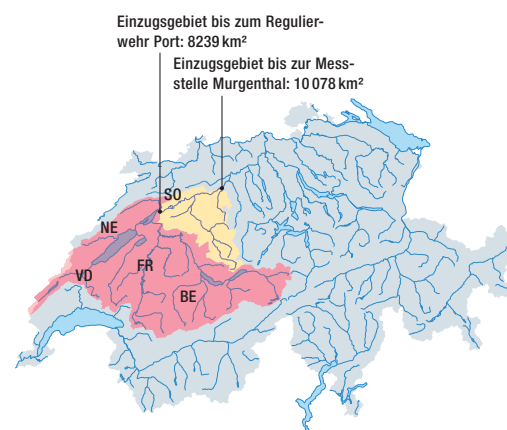 Einzugsgebiet bis zum Regulier-
wehr Port: 8239 km²
Einzugsgebiet bis zur Mess-
stelle Murgenthal: 10 078 km²
SO
NE
FR
VD
BE